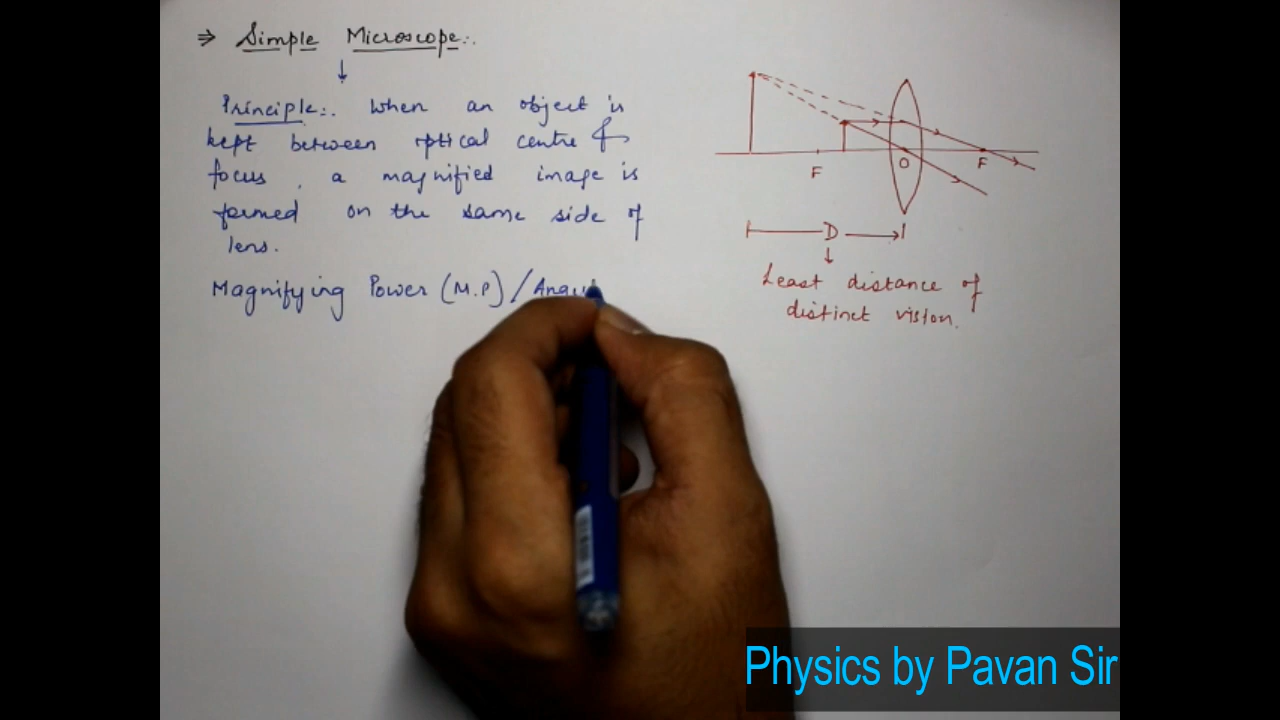 ⇒ Simple Microscope:.
↓
Principle:. When an object is
kept between optical centre &
focus, a magnified image is
formed on the same side of
lens.
Magnifying Power (M.P) / Angul
F
O
F
D
↓
Least distance of
distinct vision.
Physics by Pavan Sir